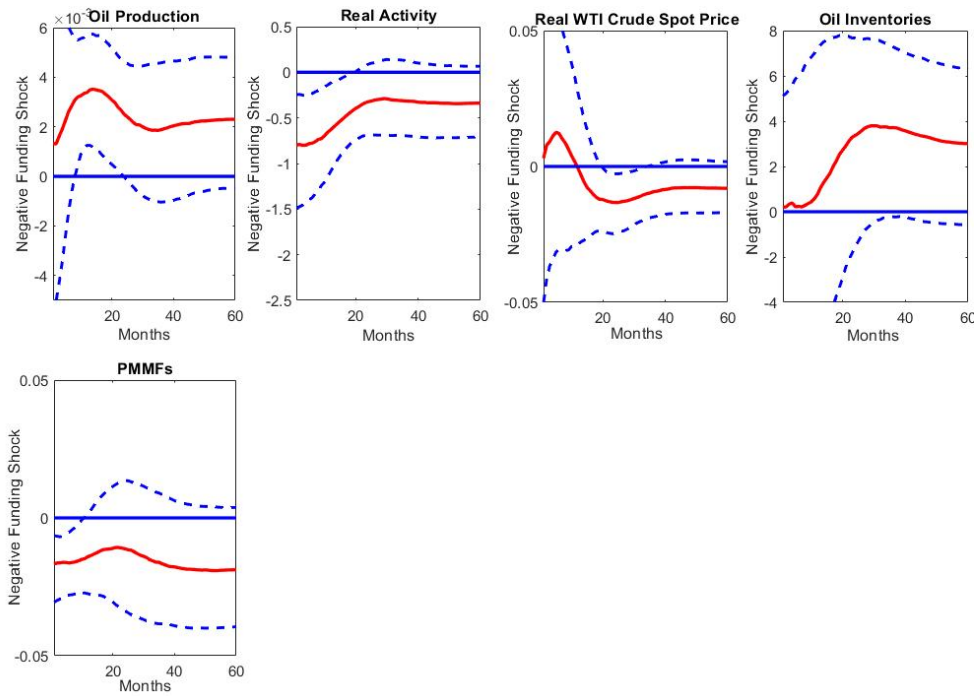 Oil Production
Real Activity
Real WTI Crude Spot Price
Oil Inventories
×10⁻³
6
4
2
0
-2
-4
Negative Funding Shock
20
40
60
Months
0.5
0
-0.5
-1
-1.5
-2
-2.5
Negative Funding Shock
20
40
60
Months
0.05
0
-0.05
Negative Funding Shock
20
40
60
Months
8
6
4
2
0
-2
-4
Negative Funding Shock
20
40
60
Months
PMMFs
0.05
0
-0.05
Negative Funding Shock
20
40
60
Months